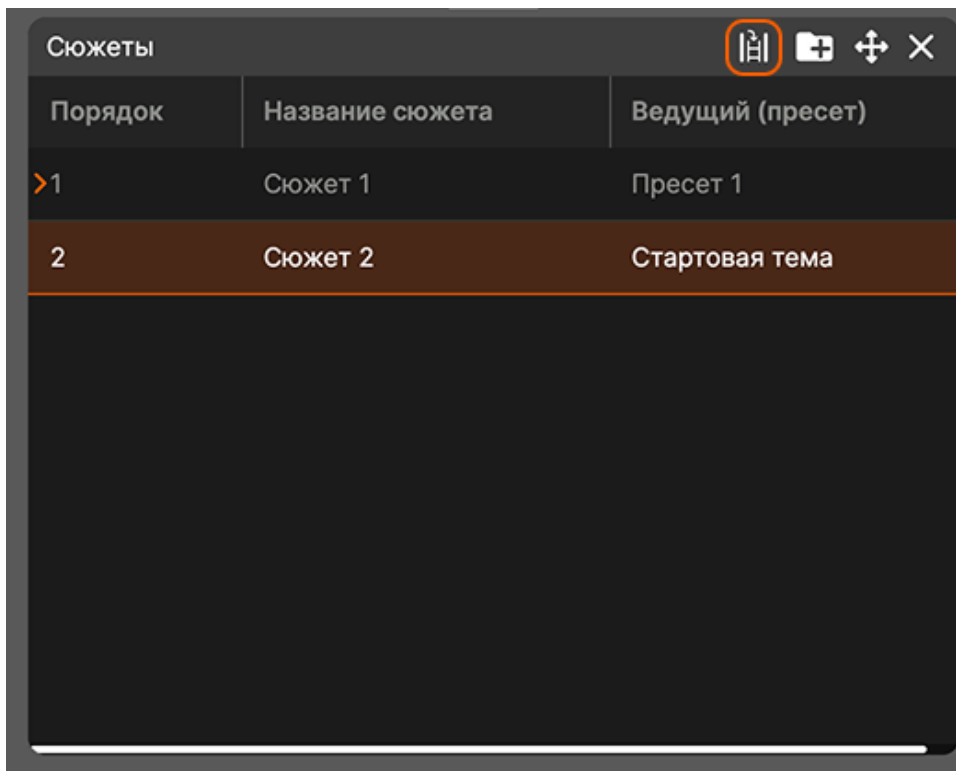 Сюжеты
Порядок Название сюжета Ведущий (пресет)
1 Сюжет 1 Пресет 1
2 Сюжет 2 Стартовая тема